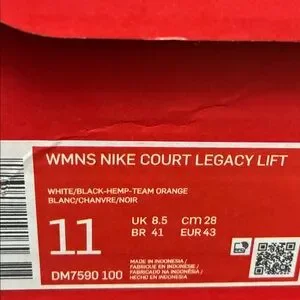 WMNS NIKE COURT LEGACY LIFT
WHITE/BLACK-HEMP-TEAM ORANGE
BLANC/CHANVRE/NOIR
11
UK 8.5 cm 28
BR 41 EUR 43
MADE IN INDONESIA /
FABRIQUE EN INDONÉSIE /
FABRICADO NA INDONÉSIA /
HECHO EN INDONESIA
DM7590 100